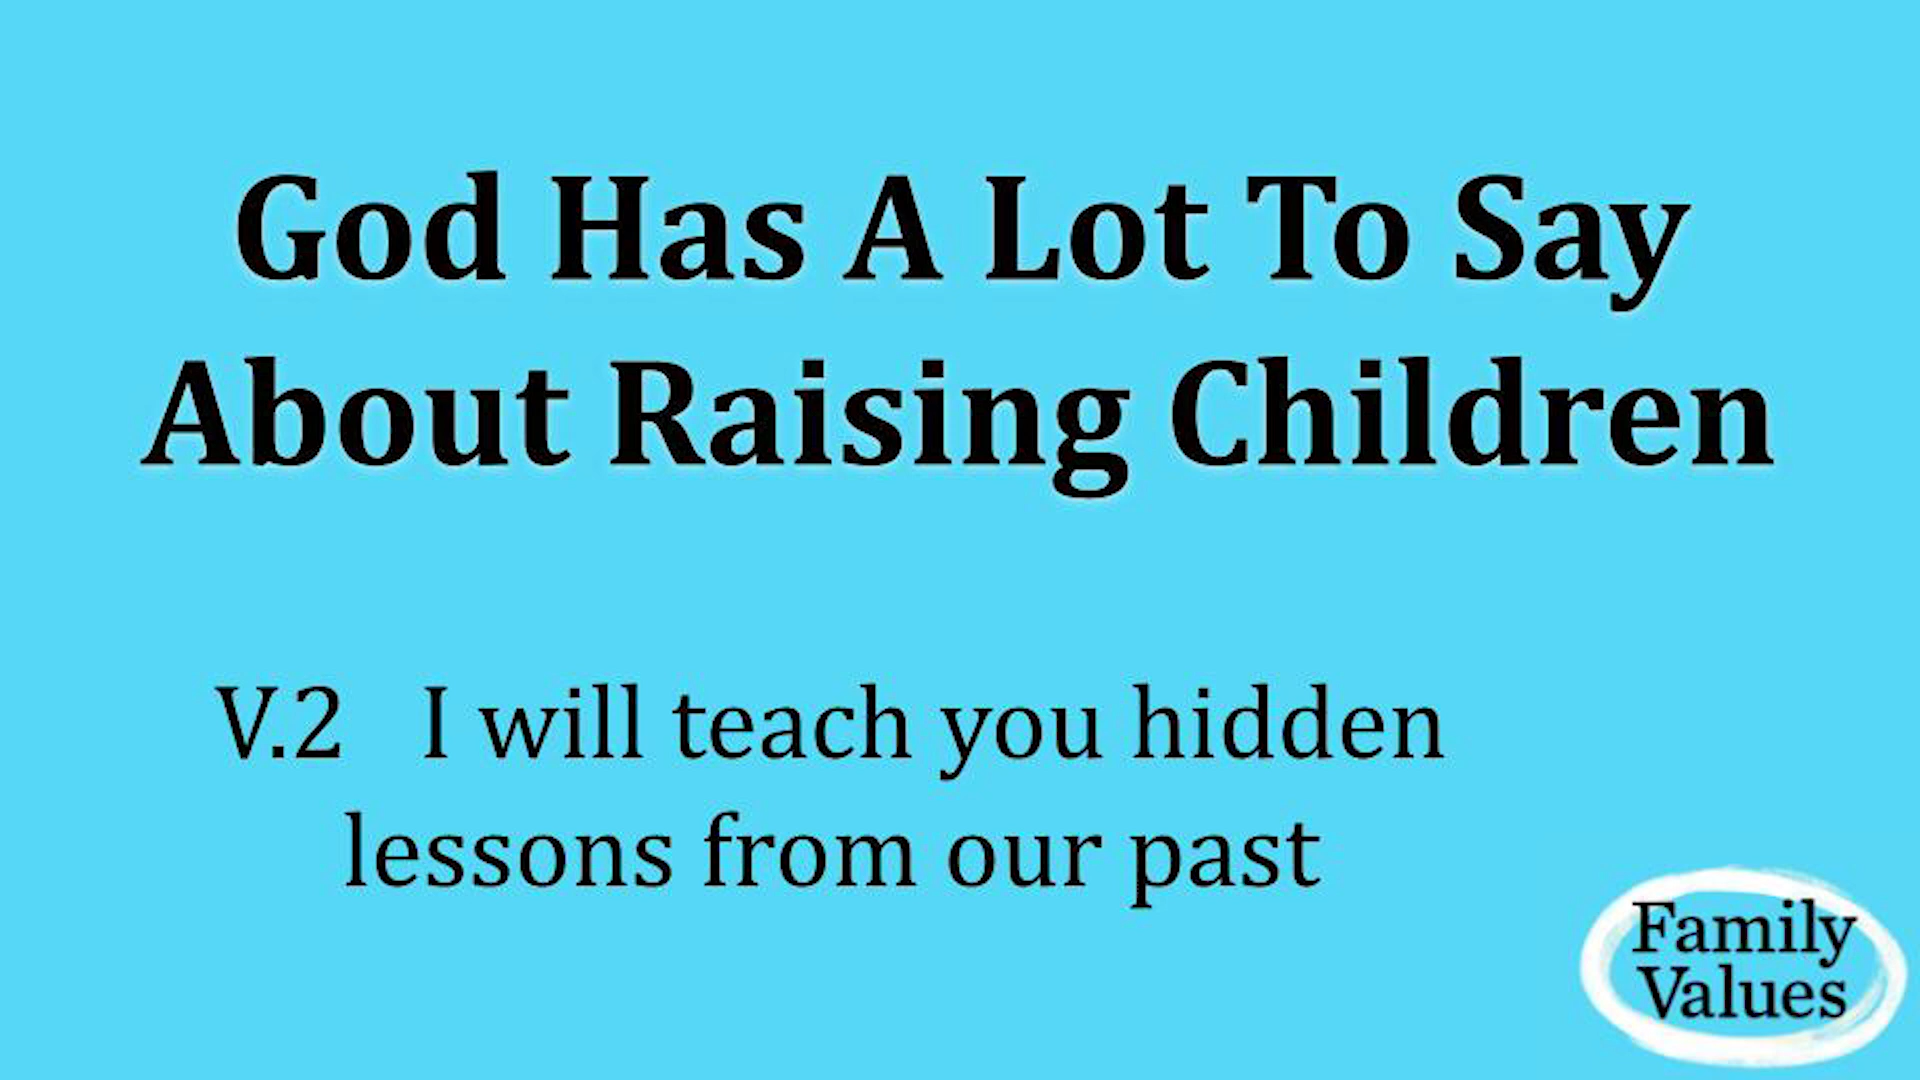 God Has A Lot To Say
About Raising Children
V.2 I will teach you hidden
lessons from our past
Family
Values